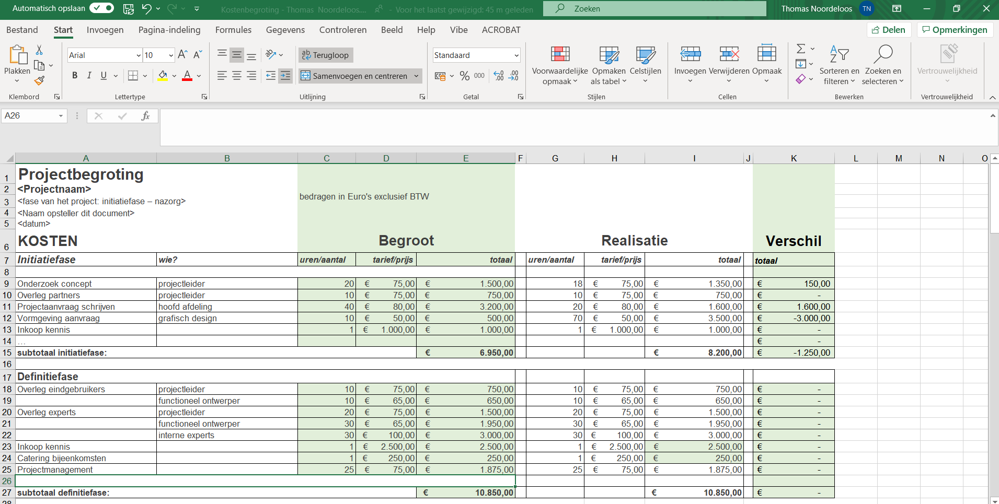 Automatisch opslaan
Kostenbegroting - Thomas Noordeloos.... - Voor het laatst gewijzigd: 45 m geleden
Zoeken
Thomas Noordeloos TN
Bestand Start Invoegen Pagina-indeling Formules Gegevens Controleren Beeld Help Vibe ACROBAT
Delen Opmerkingen
Plakken
Klembord
Arial 10
B I U
Lettertype
Terugloop
Samenvoegen en centreren
Uitlijning
Standaard
% 000
Getal
Voorwaardelijke opmaak
Opmaken als tabel
Celstijlen
Stijlen
Invoegen Verwijderen Opmaak
Cellen
Sorteren en filteren
Zoeken en selecteren
Bewerken
Vertrouwelijkheid
Vertrouwelijkheid
A26 fx
A B C D E F G H I J K L M N O
1 Projectbegroting
2 <Projectnaam>
3 <fase van het project: initiatiefase – nazorg> bedragen in Euro's exclusief BTW
4 <Naam opsteller dit document>
5 <datum>
6 KOSTEN Begroot Realisatie Verschil
7 Initiatiefase wie? uren/aantal tarief/prijs totaal uren/aantal tarief/prijs totaal totaal
8
9 Onderzoek concept projectleider 20 € 75,00 € 1.500,00 18 € 75,00 € 1.350,00 € 150,00
10 Overleg partners projectleider 10 € 75,00 € 750,00 10 € 75,00 € 750,00 € -
11 Projectaanvraag schrijven hoofd afdeling 40 € 80,00 € 3.200,00 20 € 80,00 € 1.600,00 € 1.600,00
12 Vormgeving aanvraag grafisch design 10 € 50,00 € 500,00 70 € 50,00 € 3.500,00 € -3.000,00
13 Inkoop kennis 1 € 1.000,00 € 1.000,00 1 € 1.000,00 € 1.000,00 € -
14 … € -
15 subtotaal initiatiefase: € 6.950,00 € 8.200,00 € -1.250,00
16
17 Definitiefase
18 Overleg eindgebruikers projectleider 10 € 75,00 € 750,00 10 € 75,00 € 750,00 € -
19 functioneel ontwerper 10 € 65,00 € 650,00 10 € 65,00 € 650,00 € -
20 Overleg experts projectleider 20 € 75,00 € 1.500,00 20 € 75,00 € 1.500,00 € -
21 functioneel ontwerper 30 € 65,00 € 1.950,00 30 € 65,00 € 1.950,00 € -
22 interne experts 30 € 100,00 € 3.000,00 30 € 100,00 € 3.000,00 € -
23 Inkoop kennis 1 € 2.500,00 € 2.500,00 1 € 2.500,00 € 2.500,00 € -
24 Catering bijeenkomsten 1 € 250,00 € 250,00 1 € 250,00 € 250,00 € -
25 Projectmanagement 25 € 75,00 € 1.875,00 25 € 75,00 € 1.875,00 € -
26
27 subtotaal definitiefase: € 10.850,00 € 10.850,00 € -
28